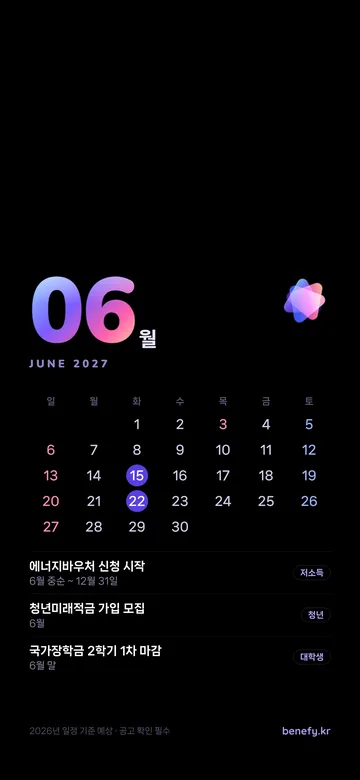 06월
JUNE 2027
일 월 화 수 목 금 토
1 2 3 4 5
6 7 8 9 10 11 12
13 14 15 16 17 18 19
20 21 22 23 24 25 26
27 28 29 30
에너지바우처 신청 시작
6월 중순 ~ 12월 31일
저소득
청년미래적금 가입 모집
6월
청년
국가장학금 2학기 1차 마감
6월 말
대학생
2026년 일정 기준 예상 · 공고 확인 필수
benefy.kr